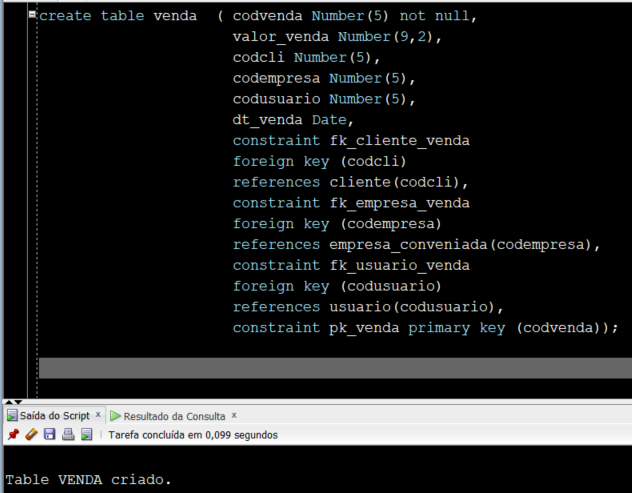 create table venda  ( codvenda Number(5) not null,
valor_venda Number(9,2),
codcli Number(5),
codempresa Number(5),
codusuario Number(5),
dt_venda Date,
constraint fk_cliente_venda
foreign key (codcli)
references cliente(codcli),
constraint fk_empresa_venda
foreign key (codempresa)
references empresa_conveniada(codempresa),
constraint fk_usuario_venda
foreign key (codusuario)
references usuario(codusuario),
constraint pk_venda primary key (codvenda));
Saída do Script x Resultado da Consulta x
Tarefa concluída em 0,099 segundos
Table VENDA criado.